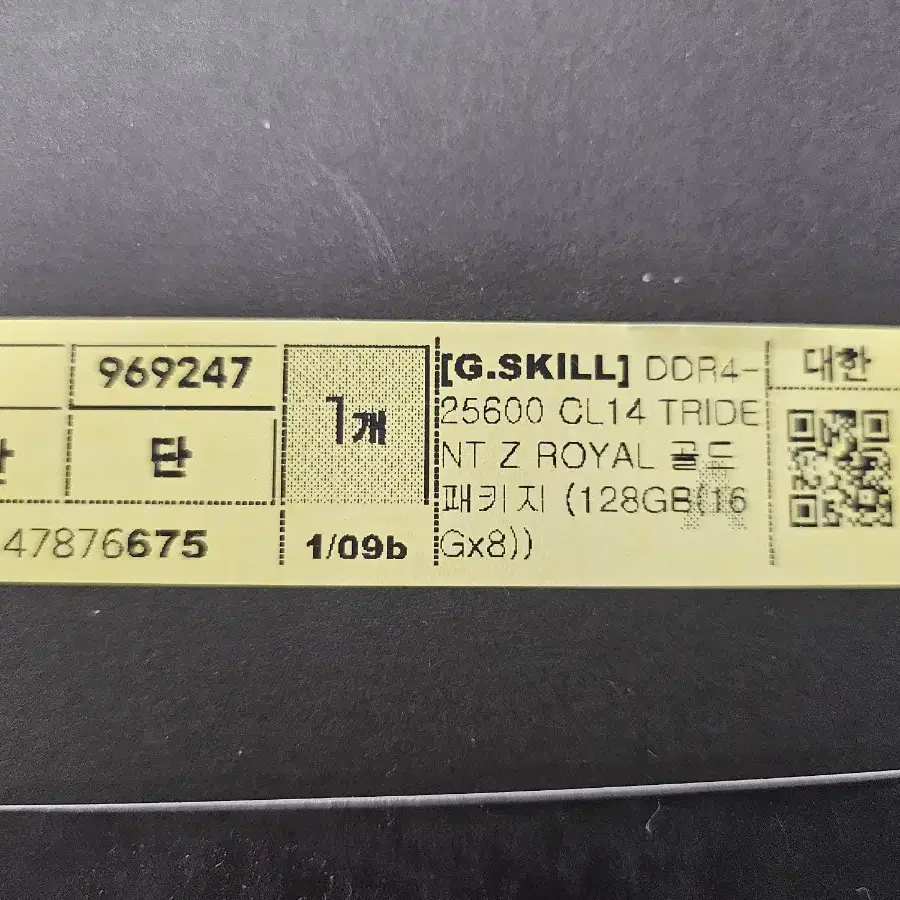 969247
단
47876675
1개
1/09b
[G.SKILL] DDR4-
25600 CL14 TRIDE
NT Z ROYAL 골드
패키지 (128GB(16
Gx8))
대한